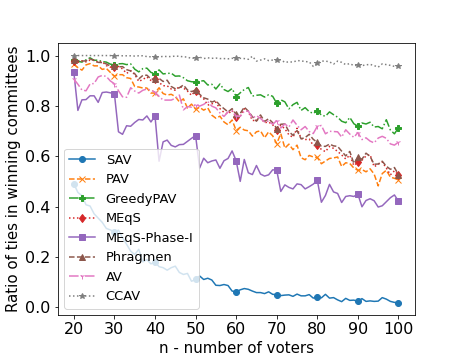 Ratio of ties in winning committees
1.0
0.8
0.6
0.4
0.2
0.0
SAV
PAV
GreedyPAV
MEqS
MEqS-Phase-I
Phragmen
AV
CCAV
20 30 40 50 60 70 80 90 100
n - number of voters